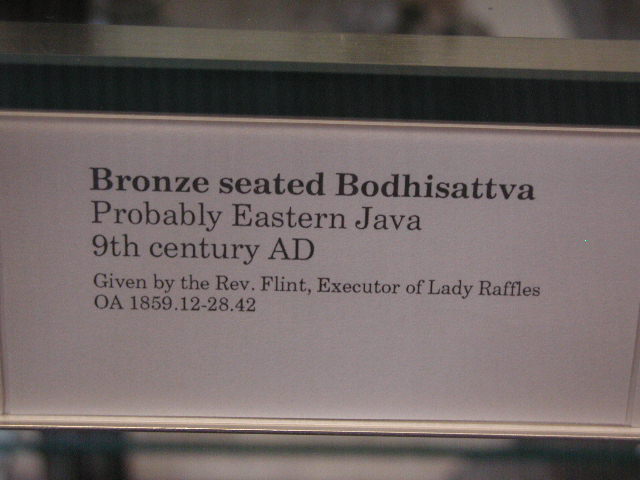 Bronze seated Bodhisattva
Probably Eastern Java
9th century AD
Given by the Rev. Flint, Executor of Lady Raffles
OA 1859.12-28.42